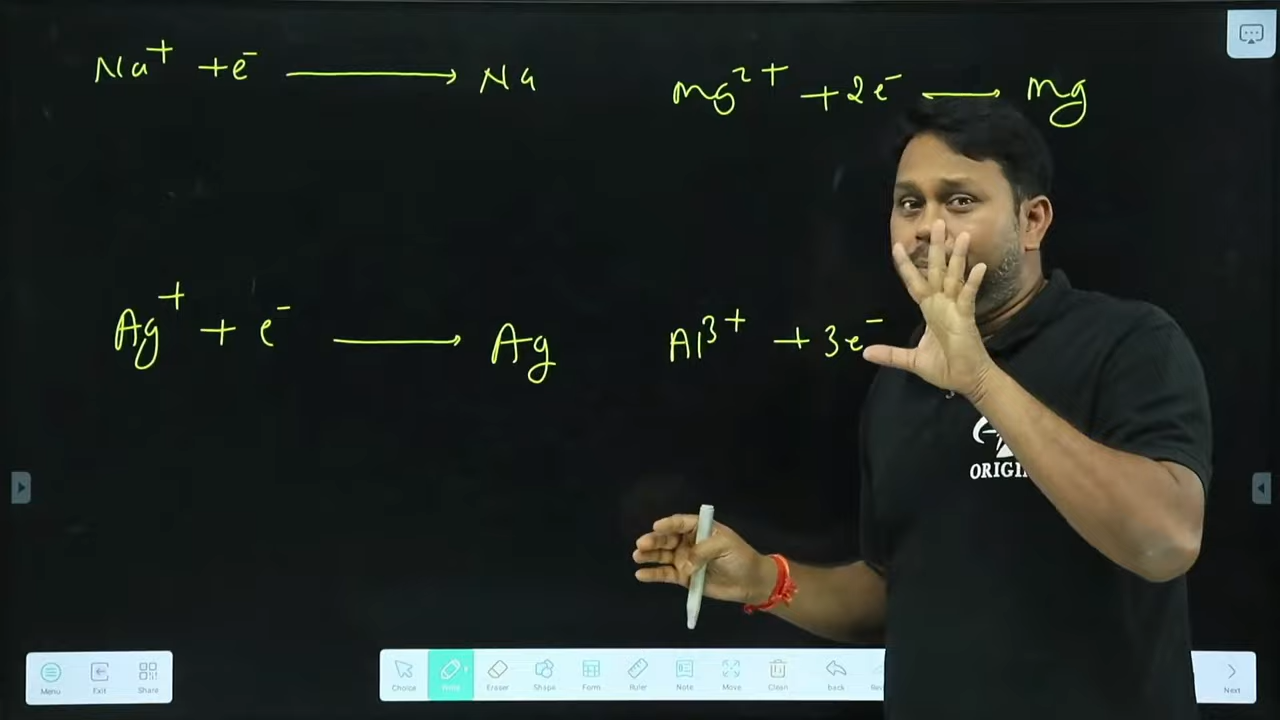 Na⁺ + e⁻ ⟶ Na
Mg²⁺ + 2e⁻ ⟶ Mg
Ag⁺ + e⁻ ⟶ Ag
Al³⁺ + 3e⁻
ORIGI
Menu Exit Share
Choice Write Eraser Shape Form Ruler Note Move Clean back
Next